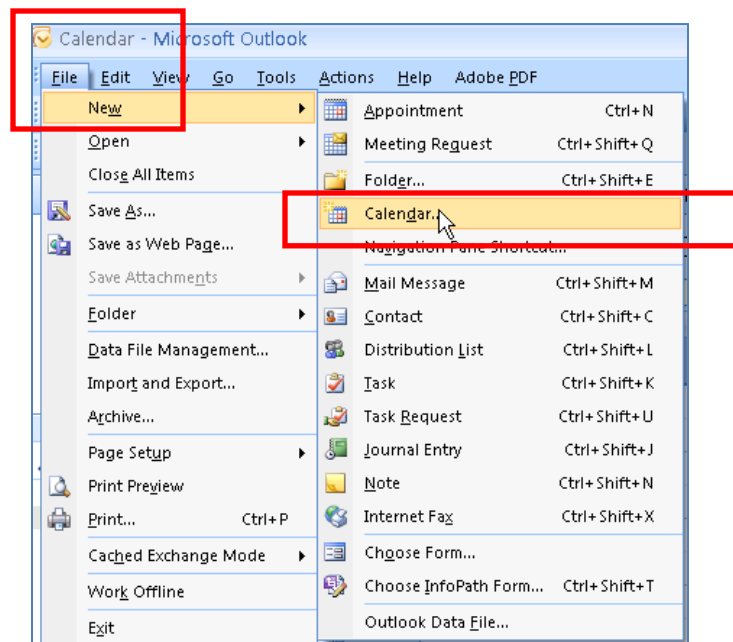 Calendar - Microsoft Outlook
File Edit View Go Tools Actions Help Adobe PDF
New
Open
Close All Items
Save As...
Save as Web Page...
Save Attachments
Folder
Data File Management...
Import and Export...
Archive...
Page Setup
Print Preview
Print... Ctrl+P
Cached Exchange Mode
Work Offline
Exit
Appointment Ctrl+N
Meeting Request Ctrl+Shift+Q
Folder... Ctrl+Shift+E
Calendar...
Navigation Pane Shortcut...
Mail Message Ctrl+Shift+M
Contact Ctrl+Shift+C
Distribution List Ctrl+Shift+L
Task Ctrl+Shift+K
Task Request Ctrl+Shift+U
Journal Entry Ctrl+Shift+J
Note Ctrl+Shift+N
Internet Fax Ctrl+Shift+X
Choose Form...
Choose InfoPath Form... Ctrl+Shift+T
Outlook Data File...